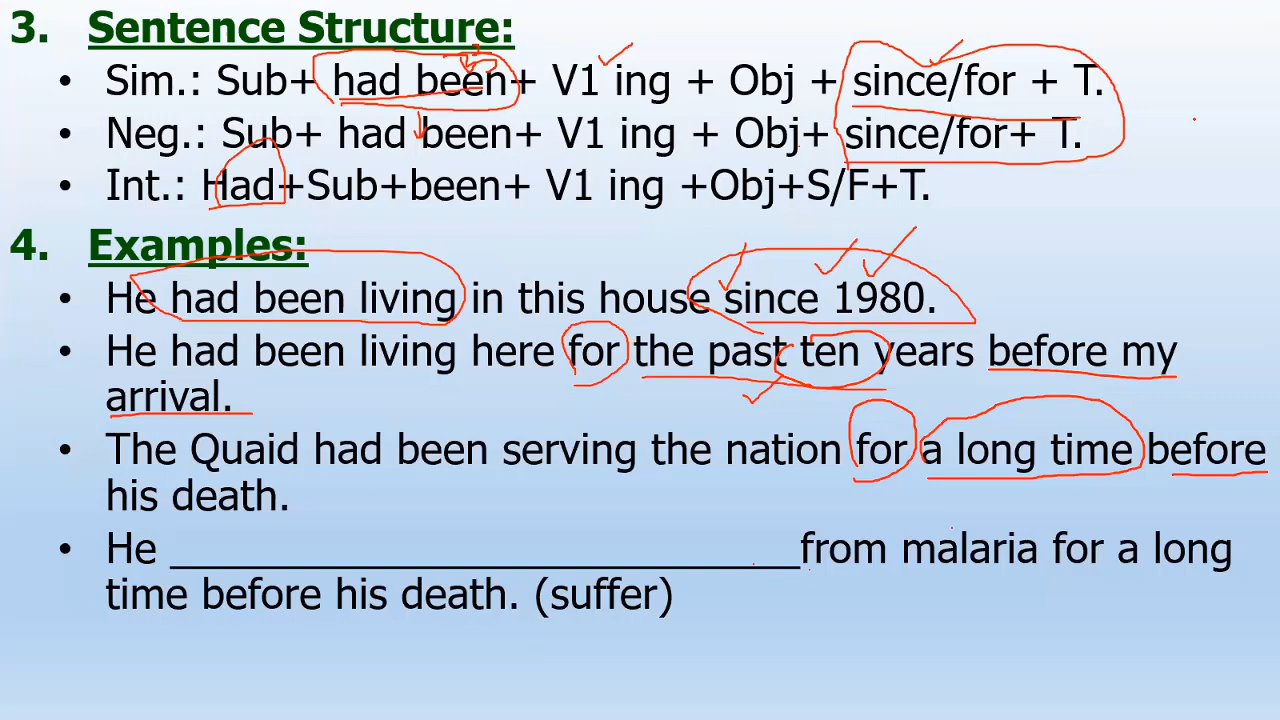 3. Sentence Structure:
• Sim.: Sub+ had been+ V1 ing + Obj + since/for + T.
• Neg.: Sub+ had been+ V1 ing + Obj+ since/for+ T.
• Int.: Had+Sub+been+ V1 ing +Obj+S/F+T.
4. Examples:
• He had been living in this house since 1980.
• He had been living here for the past ten years before my
arrival.
• The Quaid had been serving the nation for a long time before
his death.
• He ___________________________from malaria for a long
time before his death. (suffer)